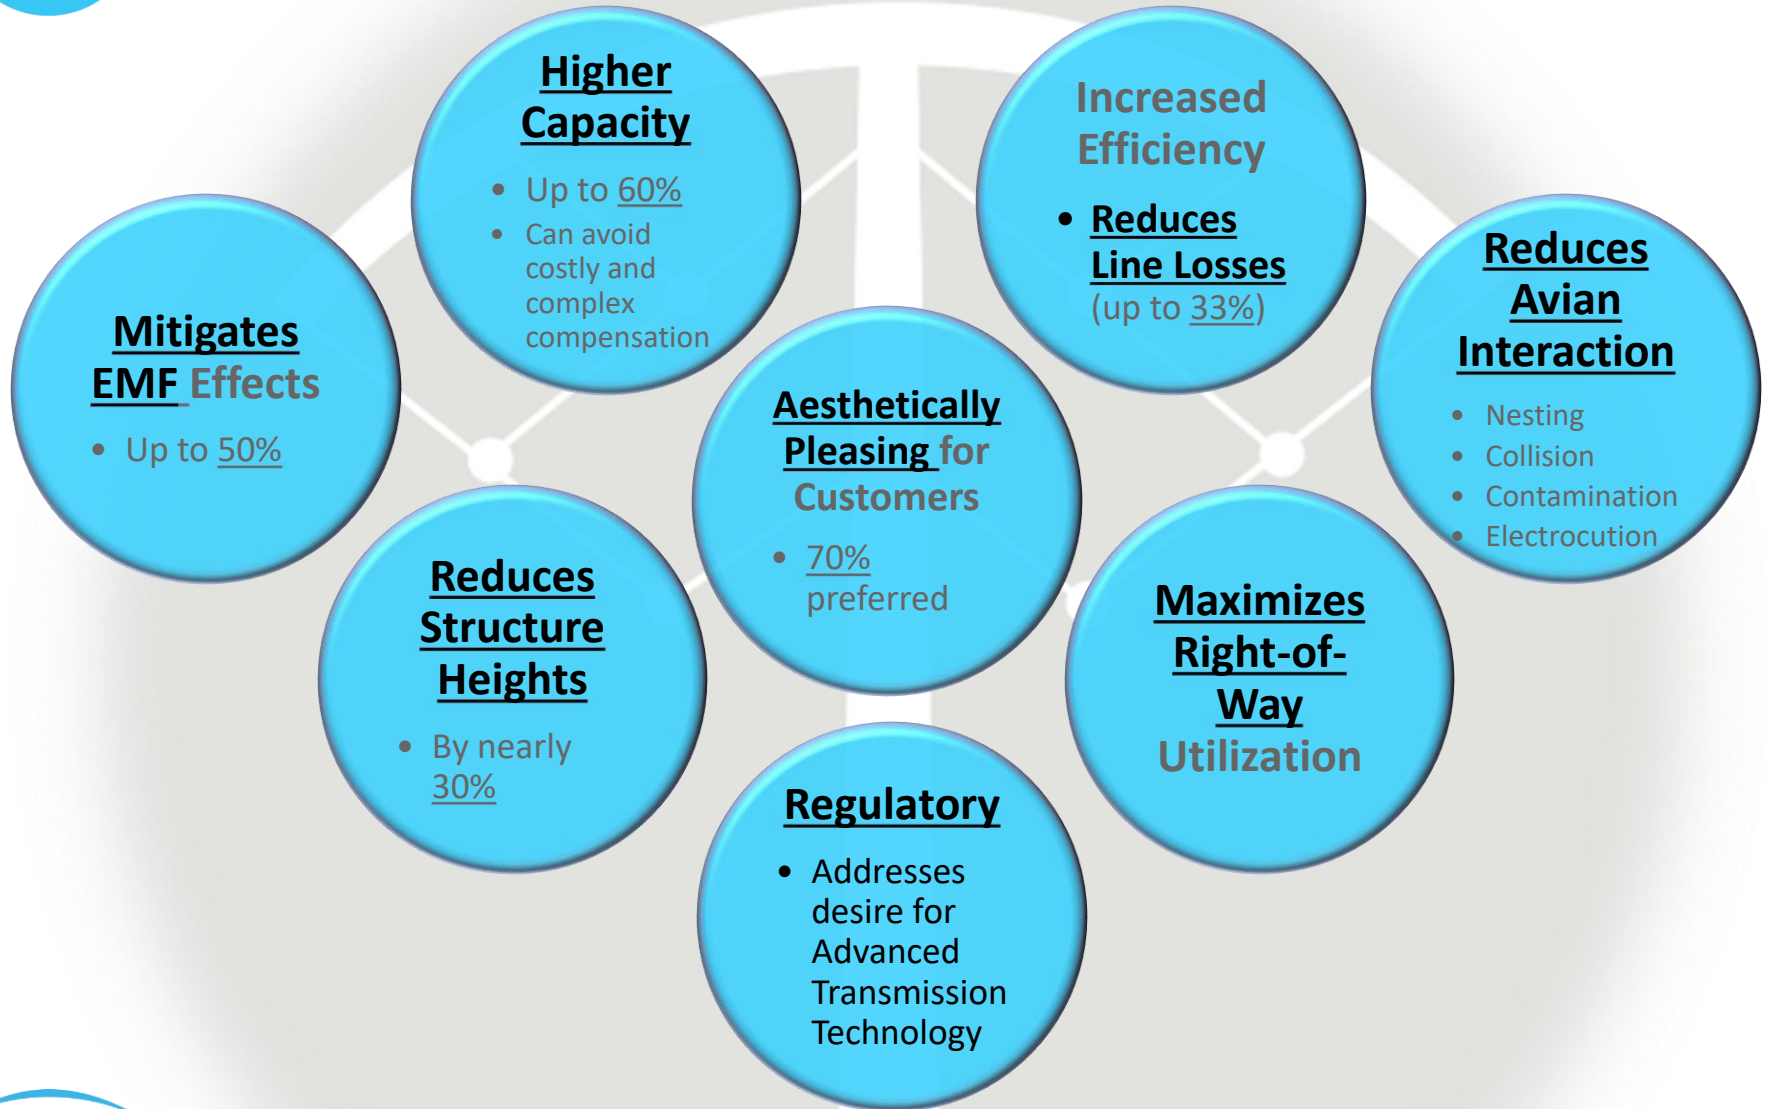 Mitigates
EMF Effects
• Up to 50%
Higher
Capacity
• Up to 60%
• Can avoid
costly and
complex
compensation
Increased
Efficiency
• Reduces
Line Losses
(up to 33%)
Reduces
Avian
Interaction
• Nesting
• Collision
• Contamination
• Electrocution
Reduces
Structure
Heights
• By nearly
30%
Aesthetically
Pleasing for
Customers
• 70%
preferred
Maximizes
Right-of-
Way
Utilization
Regulatory
• Addresses
desire for
Advanced
Transmission
Technology